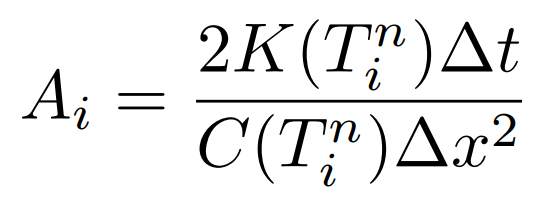 $A_i = \frac{2K(T_i^n)\Delta t}{C(T_i^n)\Delta x^2}$